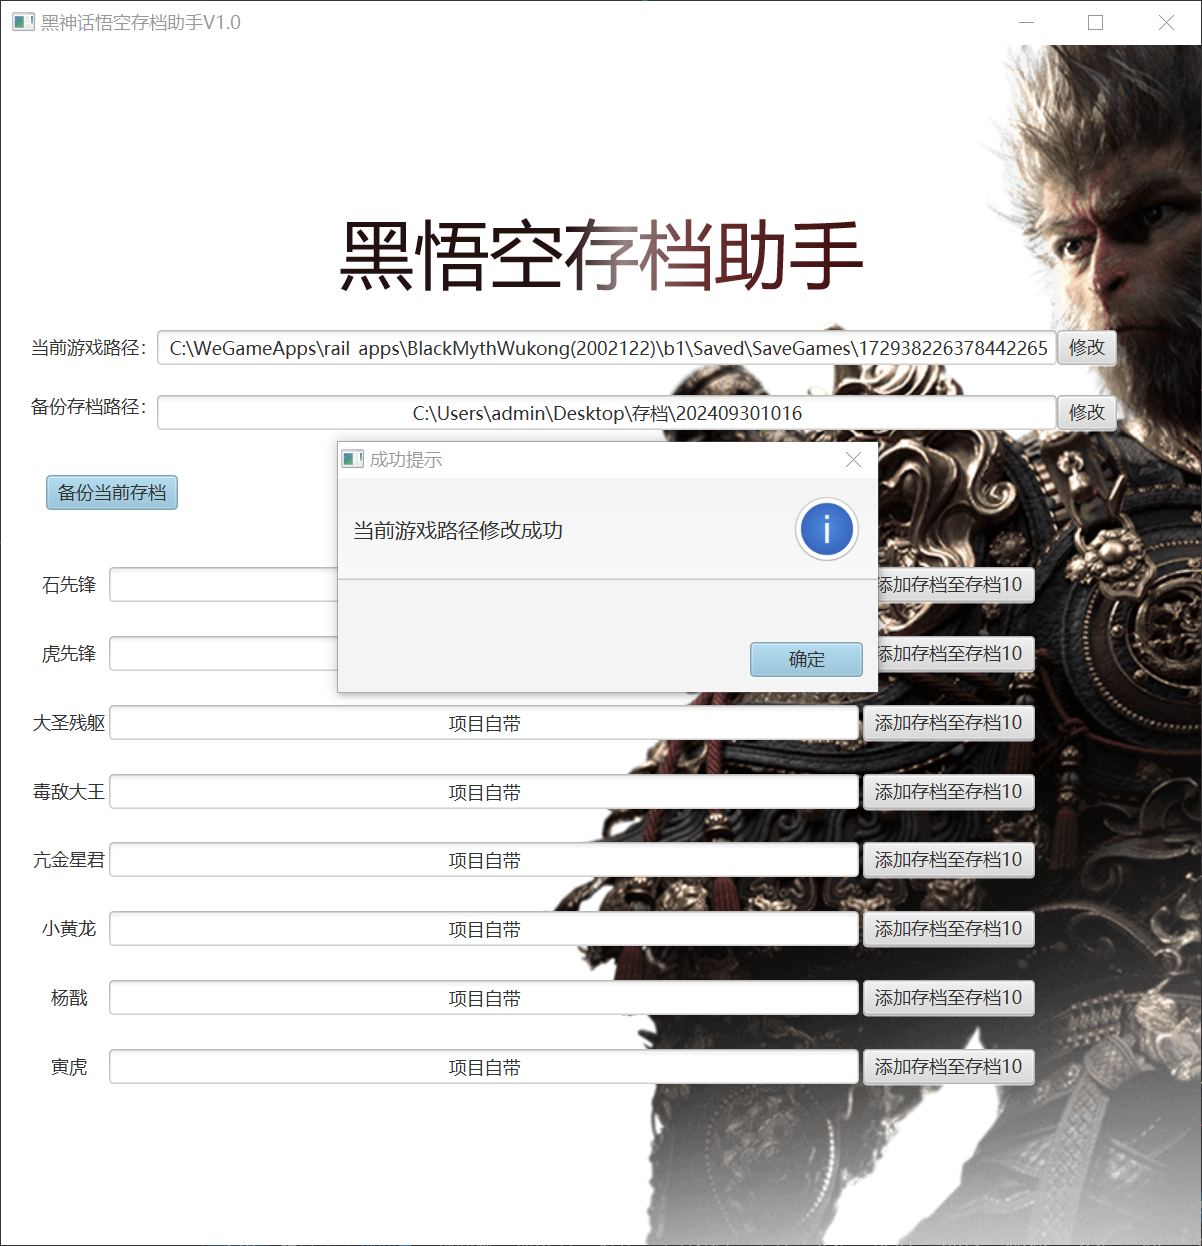 黑神话悟空存档助手V1.0
黑悟空存档助手
当前游戏路径： C:\WeGameApps\rail apps\BlackMythWukong(2002122)\b1\Saved\SaveGames\172938226378442265 修改
备份存档路径： C:\Users\admin\Desktop\存档\202409301016 修改
成功提示
备份当前存档
当前游戏路径修改成功
石先锋 添加存档至存档10
虎先锋 添加存档至存档10
确定
大圣残躯 项目自带 添加存档至存档10
毒敌大王 项目自带 添加存档至存档10
亢金星君 项目自带 添加存档至存档10
小黄龙 项目自带 添加存档至存档10
杨戬 项目自带 添加存档至存档10
寅虎 项目自带 添加存档至存档10